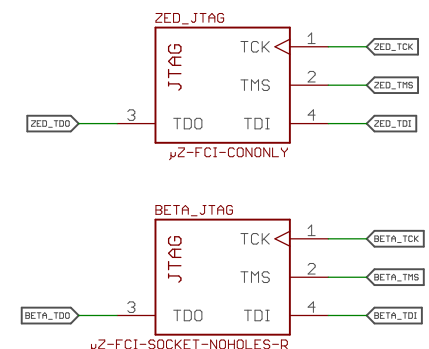 ZED_JTAG
JTAG
TCK 1 ZED_TCK
TMS 2 ZED_TMS
ZED_TDO 3 TDO TDI 4 ZED_TDI
µZ-FCI-CONONLY
BETA_JTAG
JTAG
TCK 1 BETA_TCK
TMS 2 BETA_TMS
BETA_TDO 3 TDO TDI 4 BETA_TDI
µZ-FCI-SOCKET-NOHOLES-R